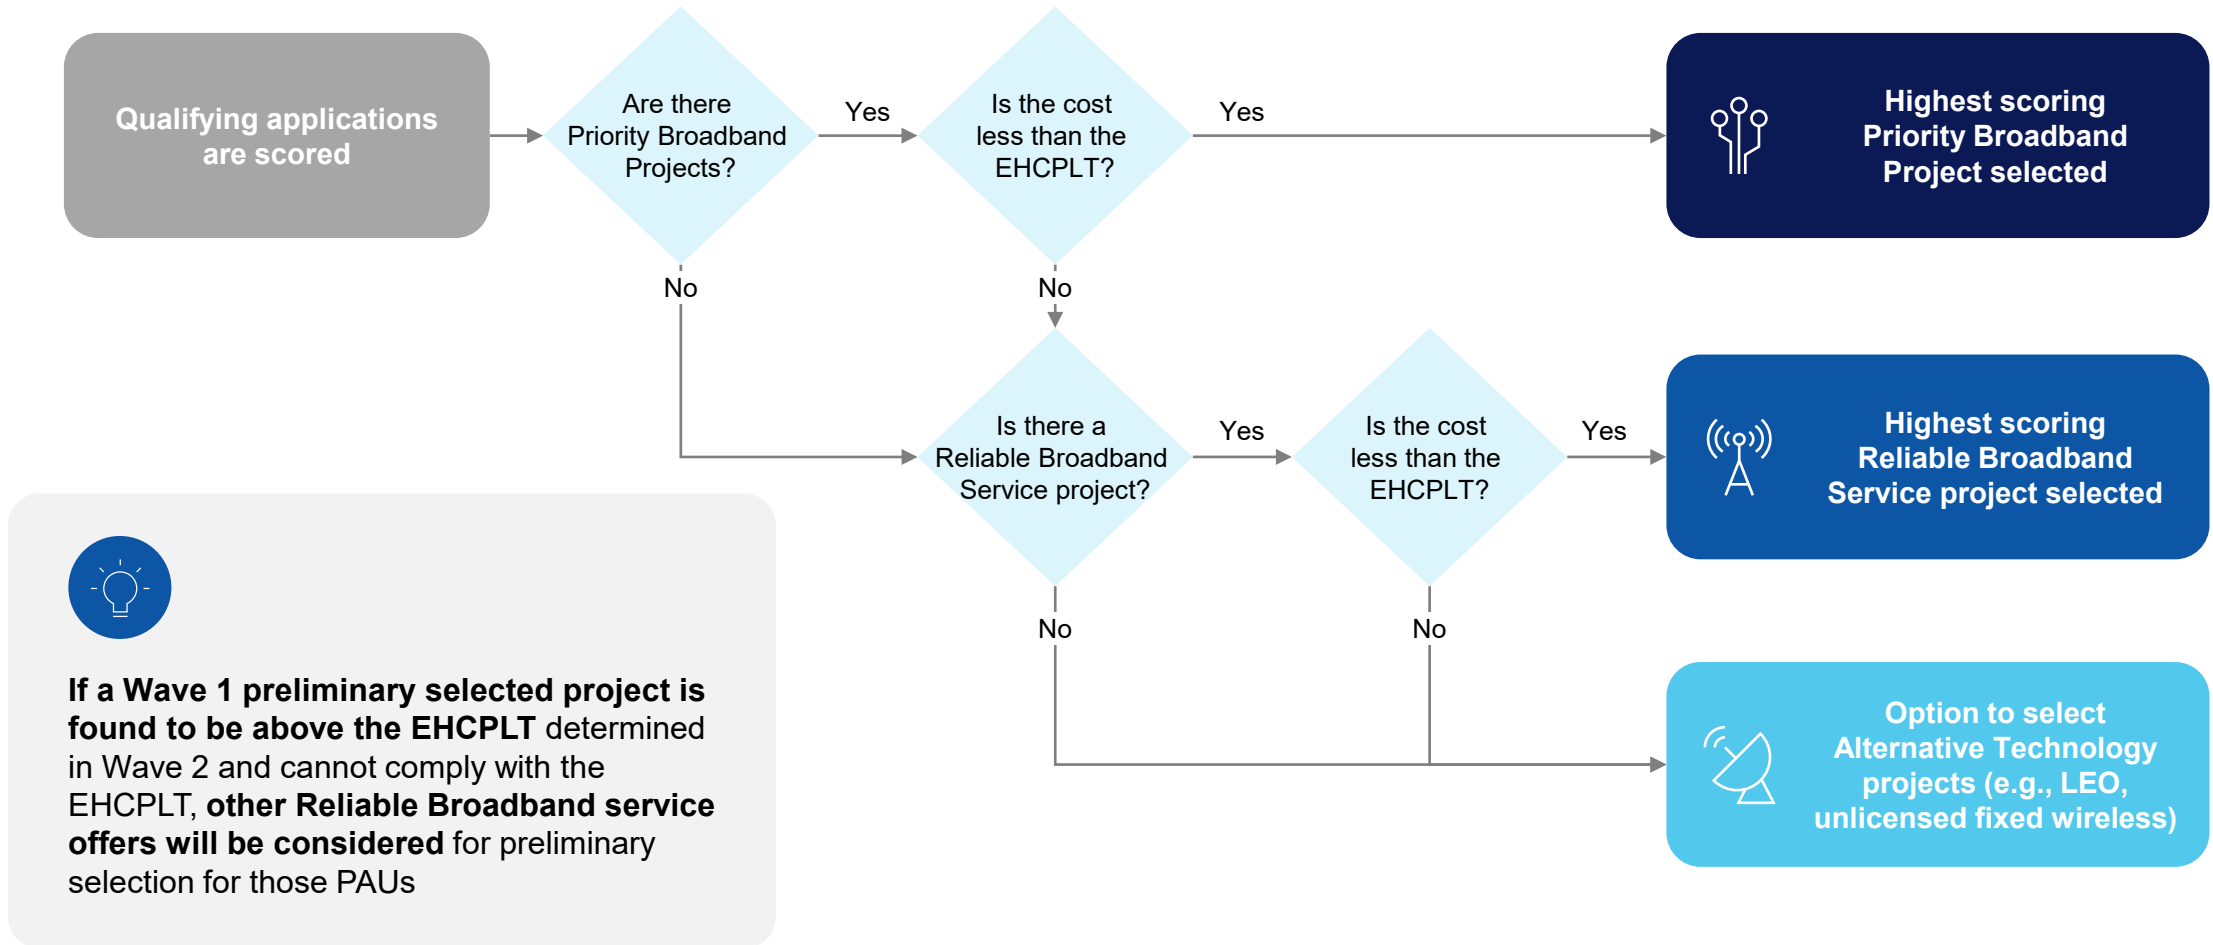 Qualifying applications
are scored
Are there
Priority Broadband
Projects?
Yes
Is the cost
less than the
EHCPLT?
Yes
Highest scoring
Priority Broadband
Project selected
No
No
Is there a
Reliable Broadband
Service project?
Yes
Is the cost
less than the
EHCPLT?
Yes
Highest scoring
Reliable Broadband
Service project selected
No
No
Option to select
Alternative Technology
projects (e.g., LEO,
unlicensed fixed wireless)
If a Wave 1 preliminary selected project is
found to be above the EHCPLT determined
in Wave 2 and cannot comply with the
EHCPLT, other Reliable Broadband service
offers will be considered for preliminary
selection for those PAUs